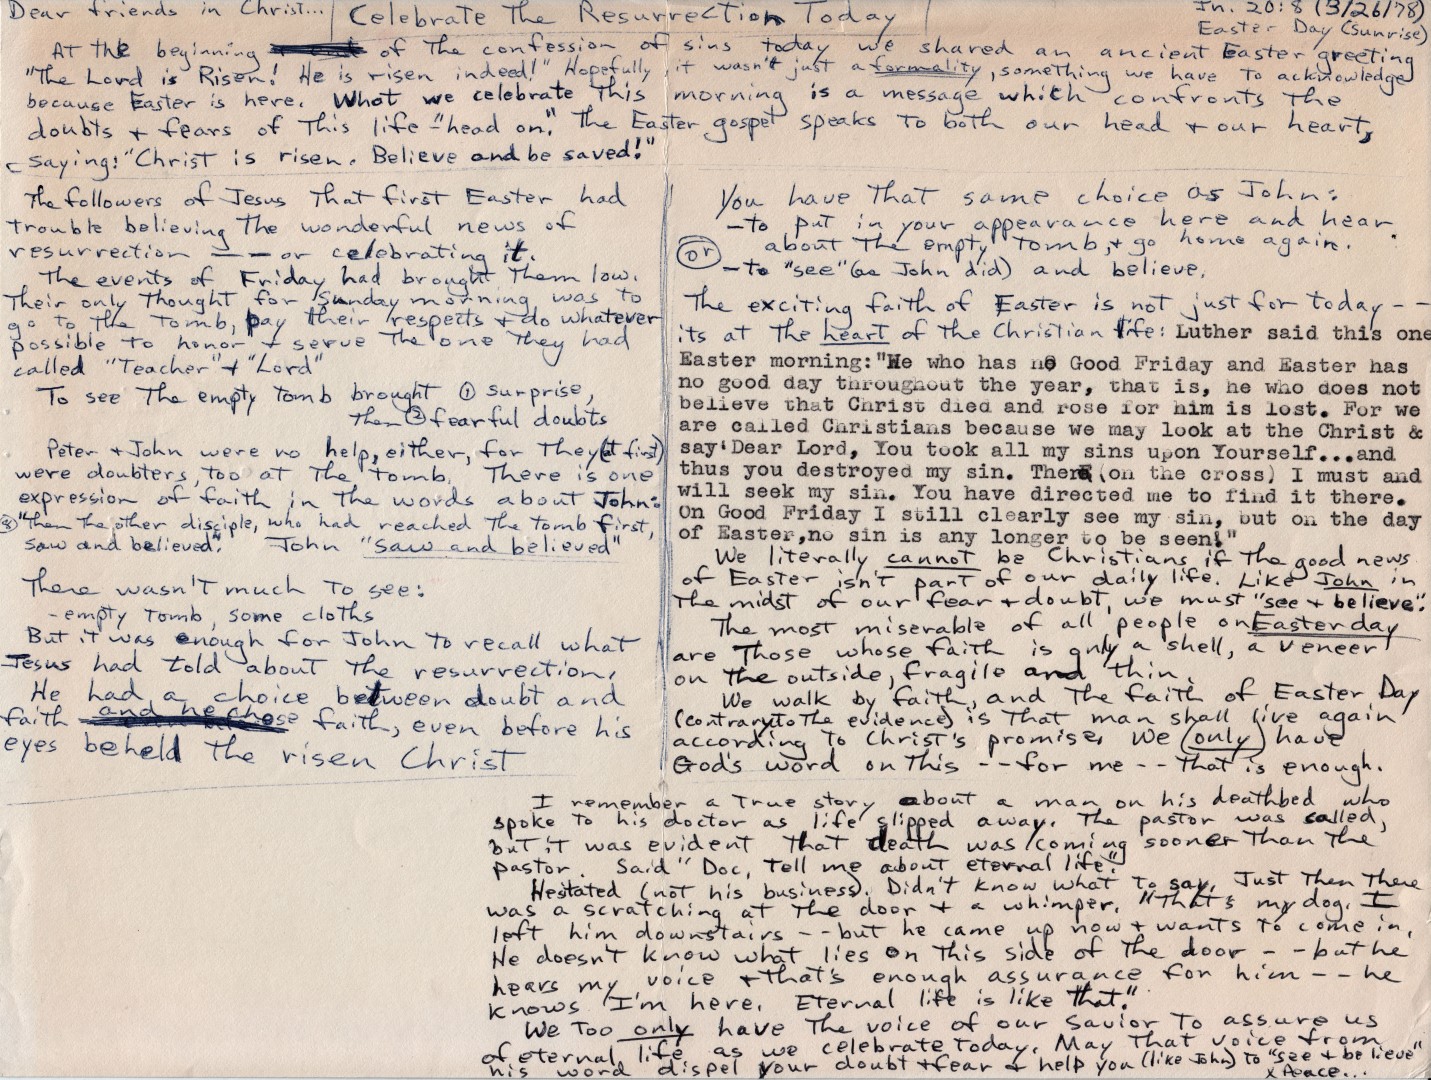 Dear friends in Christ...
Celebrate The Resurrection Today
Jn. 20:8 (3/26/78)
Easter Day (Sunrise)
At the beginning of the confession of sins today we shared an ancient Easter greeting
"The Lord is Risen! He is risen indeed!" Hopefully, it wasn't just a formality, something we have to acknowledge
because Easter is here. What we celebrate this morning is a message which confronts the
doubts + fears of this life "head on." The Easter gospel speaks to both our head + our heart,
saying: "Christ is risen. Believe and be saved!"
The followers of Jesus that first Easter had
trouble believing the wonderful news of
resurrection -- or celebrating it.
The events of Friday had brought them low.
Their only thought for Sunday morning was to
go to the tomb, pay their respects + do whatever
possible to honor + serve the one they had
called "Teacher" + "Lord"
To see the empty tomb brought ① surprise,
then ② fearful doubts
Peter + John were no help, either, for they (at first)
were doubters, too at the tomb. There is one
expression of faith in the words about John:
(8) "Then the other disciple, who had reached the tomb first,
saw and believed". John "saw and believed"
There wasn't much to see:
- empty tomb, some cloths
But it was enough for John to recall what
Jesus had told about the resurrection.
He had a choice between doubt and
faith and he chose faith, even before his
eyes beheld the risen Christ
You have that same choice as John:
- to put in your appearance here and hear
about the empty tomb, + go home again.
or
- to "see" (as John did) and believe.
The exciting faith of Easter is not just for today --
its at the heart of the Christian life: Luther said this one
Easter morning: "He who has no Good Friday and Easter has
no good day throughout the year, that is, he who does not
believe that Christ died and rose for him is lost. For we
are called Christians because we may look at the Christ &
say 'Dear Lord, You took all my sins upon Yourself...and
thus you destroyed my sin. There (on the cross) I must and
will seek my sin. You have directed me to find it there.
On Good Friday I still clearly see my sin, but on the day
of Easter,no sin is any longer to be seen!"
We literally cannot be Christians if the good news
of Easter isn't part of our daily life. Like John in
the midst of our fear + doubt, we must "see + believe".
The most miserable of all people on Easter day
are those whose faith is only a shell, a veneer
on the outside, fragile and thin.
We walk by faith, and the faith of Easter Day
(contrary to the evidence) is that man shall live again
according to Christ's promise. We (only) have
God's word on this -- for me -- that is enough.
I remember a true story about a man on his deathbed who
spoke to his doctor as life slipped away. The pastor was called,
but it was evident that death was coming sooner than the
pastor. Said "Doc, tell me about eternal life."
Hestated (not his business). Didn't know what to say. Just then there
was a scratching at the door + a whimper. "That's my dog. I
left him downstairs -- but he came up now + wants to come in.
He doesn't know what lies on this side of the door -- but he
hears my voice + that's enough assurance for him -- he
knows I'm here. Eternal life is like that."
We too only have the voice of our Savior to assure us
of eternal life as we celebrate today. May that voice from
his word dispel your doubt + fear + help you (like John) to "see + believe"
Peace...